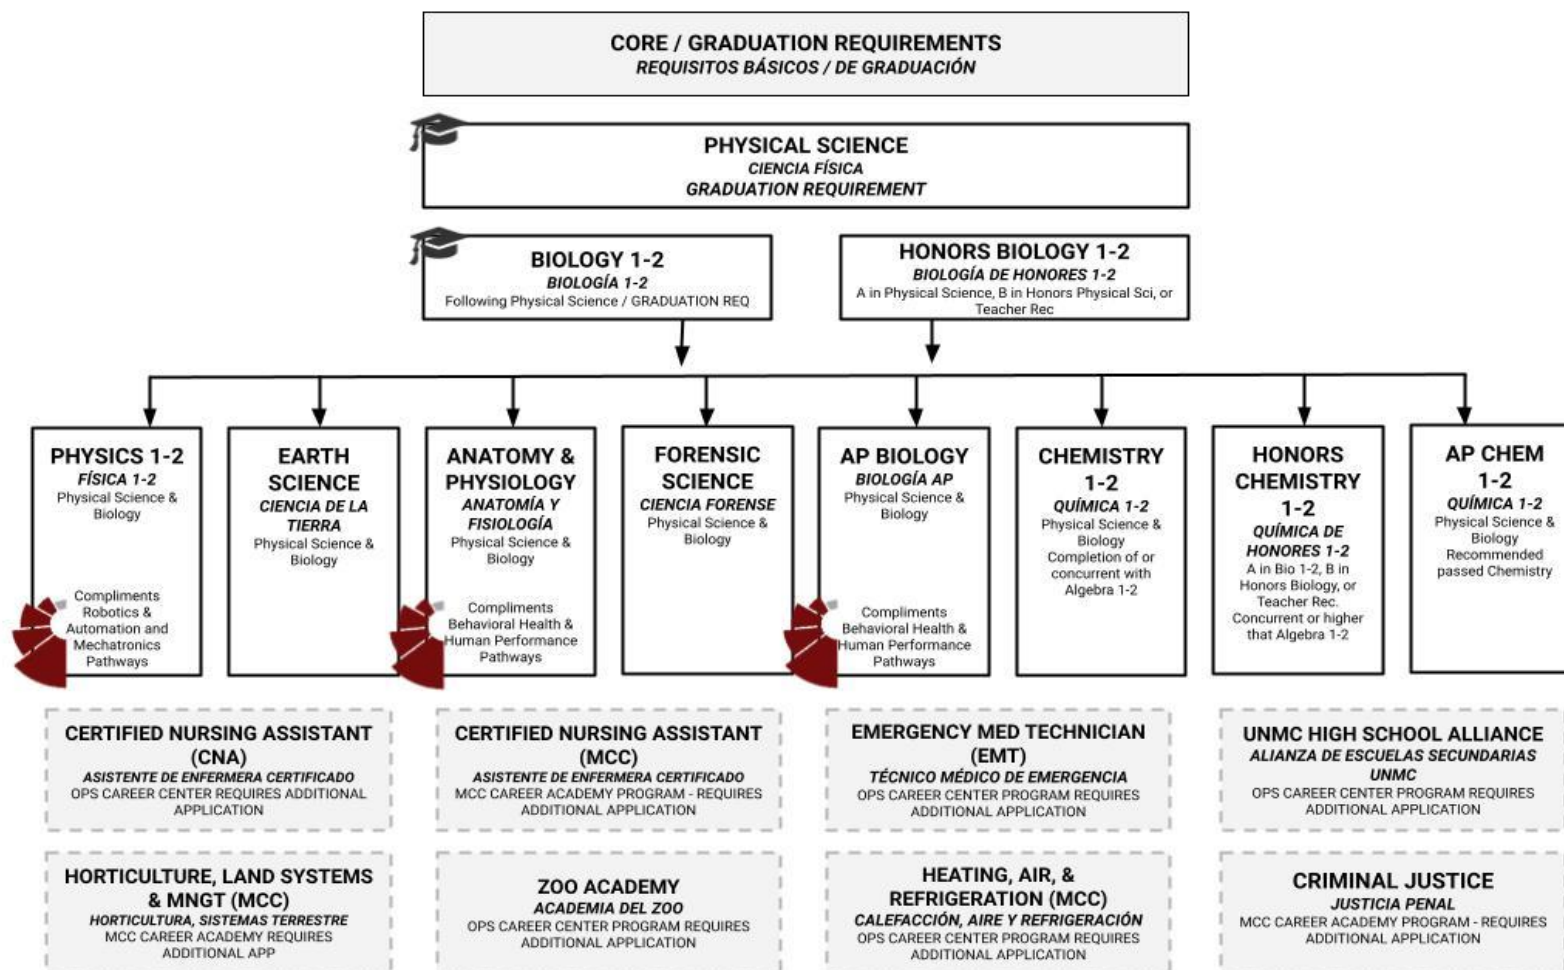 CORE / GRADUATION REQUIREMENTS
REQUISITOS BÁSICOS / DE GRADUACIÓN
PHYSICAL SCIENCE
CIENCIA FÍSICA
GRADUATION REQUIREMENT
BIOLOGY 1-2
BIOLOGÍA 1-2
Following Physical Science / GRADUATION REQ
HONORS BIOLOGY 1-2
BIOLOGÍA DE HONORES 1-2
A in Physical Science, B in Honors Physical Sci, or
Teacher Rec
PHYSICS 1-2
FÍSICA 1-2
Physical Science &
Biology
Compliments
Robotics &
Automation and
Mechatronics
Pathways
EARTH
SCIENCE
CIENCIA DE LA
TIERRA
Physical Science &
Biology
ANATOMY &
PHYSIOLOGY
ANATOMÍA Y
FISIOLOGÍA
Physical Science &
Biology
Compliments
Behavioral Health &
Human Performance
Pathways
FORENSIC
SCIENCE
CIENCIA FORENSE
Physical Science &
Biology
AP BIOLOGY
BIOLOGÍA AP
Physical Science &
Biology
Compliments
Behavioral Health &
Human Performance
Pathways
CHEMISTRY
1-2
QUÍMICA 1-2
Physical Science &
Biology
Completion of or
concurrent with
Algebra 1-2
HONORS
CHEMISTRY
1-2
QUÍMICA DE
HONORES 1-2
A in Bio 1-2, B in
Honors Biology, or
Teacher Rec.
Concurrent or higher
that Algebra 1-2
AP CHEM
1-2
QUÍMICA 1-2
Physical Science &
Biology
Recommended
passed Chemistry
CERTIFIED NURSING ASSISTANT
(CNA)
ASISTENTE DE ENFERMERA CERTIFICADO
OPS CAREER CENTER REQUIRES ADDITIONAL
APPLICATION
CERTIFIED NURSING ASSISTANT
(MCC)
ASISTENTE DE ENFERMERA CERTIFICADO
MCC CAREER ACADEMY PROGRAM - REQUIRES
ADDITIONAL APPLICATION
EMERGENCY MED TECHNICIAN
(EMT)
TÉCNICO MÉDICO DE EMERGENCIA
OPS CAREER CENTER PROGRAM REQUIRES
ADDITIONAL APPLICATION
UNMC HIGH SCHOOL ALLIANCE
ALIANZA DE ESCUELAS SECUNDARIAS
UNMC
OPS CAREER CENTER PROGRAM REQUIRES
ADDITIONAL APPLICATION
HORTICULTURE, LAND SYSTEMS
& MNGT (MCC)
HORTICULTURA, SISTEMAS TERRESTRE
MCC CAREER ACADEMY REQUIRES
ADDITIONAL APP
ZOO ACADEMY
ACADEMIA DEL ZOO
OPS CAREER CENTER PROGRAM REQUIRES
ADDITIONAL APPLICATION
HEATING, AIR, &
REFRIGERATION (MCC)
CALEFACCIÓN, AIRE Y REFRIGERACIÓN
OPS CAREER CENTER PROGRAM REQUIRES
ADDITIONAL APPLICATION
CRIMINAL JUSTICE
JUSTICIA PENAL
MCC CAREER ACADEMY PROGRAM - REQUIRES
ADDITIONAL APPLICATION